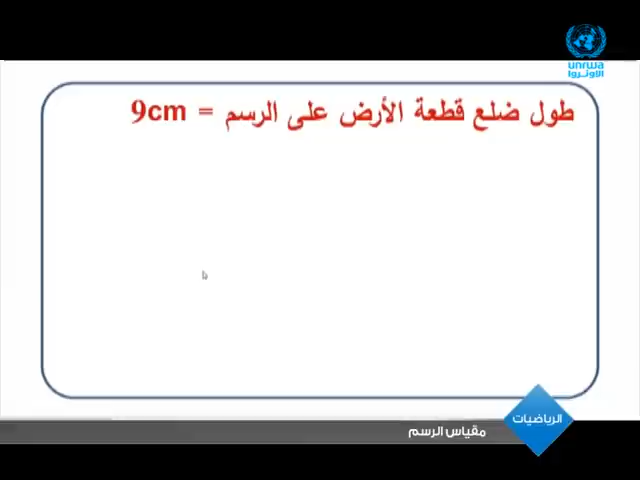 unrwa
الأونروا
طول ضلع قطعة الأرض على الرسم = 9cm
الرياضيات
مقياس الرسم